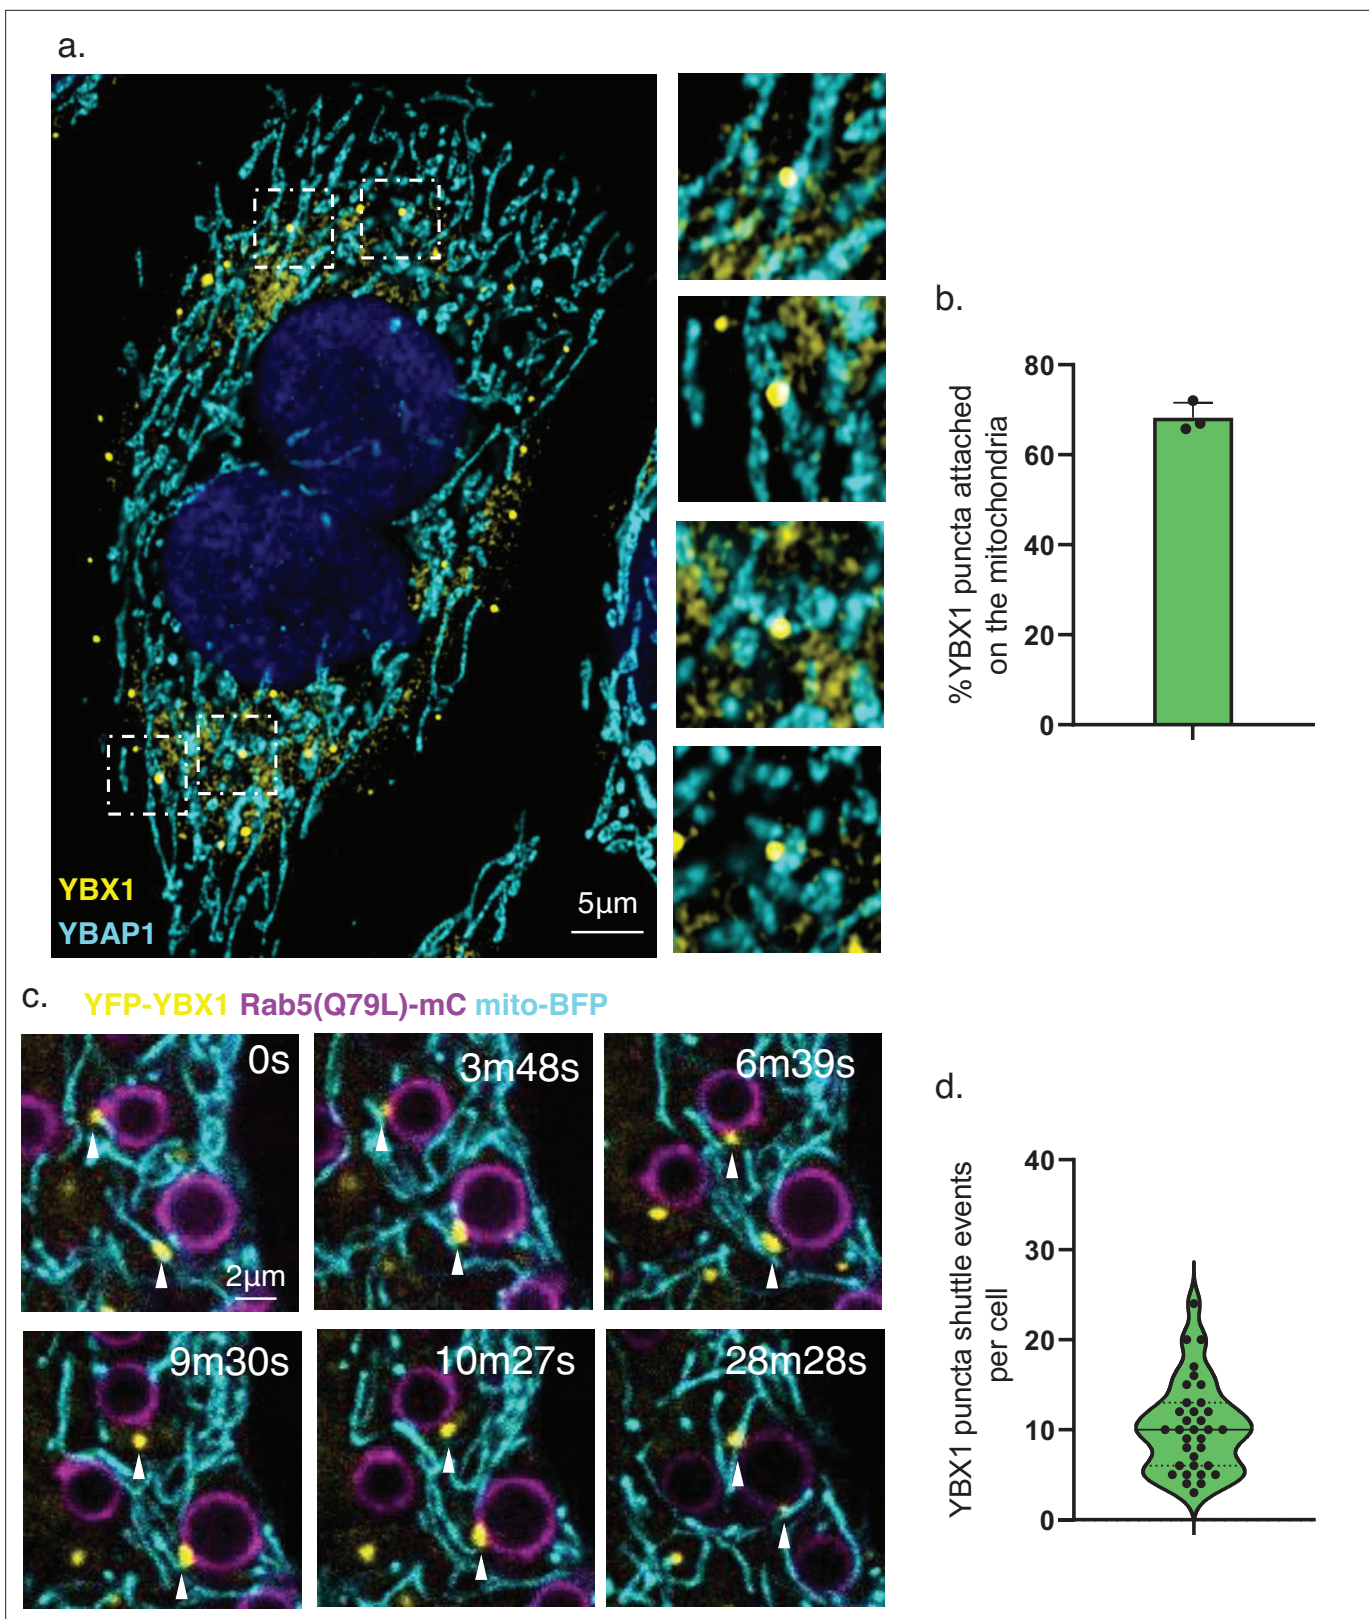 a.
YBX1
YBAP1
5µm
b.
%YBX1 puncta attached
on the mitochondria
80
60
40
20
0
c.
YFP-YBX1 Rab5(Q79L)-mC mito-BFP
0s
3m48s
6m39s
2µm
9m30s
10m27s
28m28s
d.
YBX1 puncta shuttle events
per cell
40
30
20
10
0